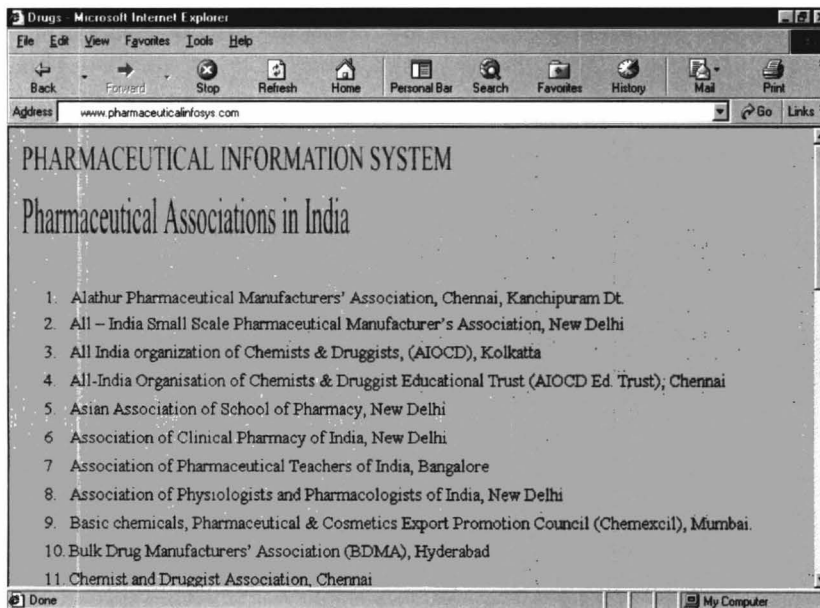 Drugs - Microsoft Internet Explorer
File Edit View Favorites Tools Help
Back Forward Stop Refresh Home Personal Bar Search Favorites History Mail Print
Address www.pharmaceuticalinfosys.com Go Links
PHARMACEUTICAL INFORMATION SYSTEM
Pharmaceutical Associations in India
1. Alathur Pharmaceutical Manufacturers' Association, Chennai, Kanchipuram Dt.
2. All – India Small Scale Pharmaceutical Manufacturer's Association, New Delhi
3. All India organization of Chemists & Druggists, (AIOCD), Kolkatta
4. All-India Organisation of Chemists & Druggist Educational Trust (AIOCD Ed. Trust), Chennai
5. Asian Association of School of Pharmacy, New Delhi
6 Association of Clinical Pharmacy of India, New Delhi
7 Association of Pharmaceutical Teachers of India, Bangalore
8. Association of Physiologists and Pharmacologists of India, New Delhi
9. Basic chemicals, Pharmaceutical & Cosmetics Export Promotion Council (Chemexcil), Mumbai.
10. Bulk Drug Manufacturers' Association (BDMA), Hyderabad
11. Chemist and Druggist Association, Chennai
Done My Computer